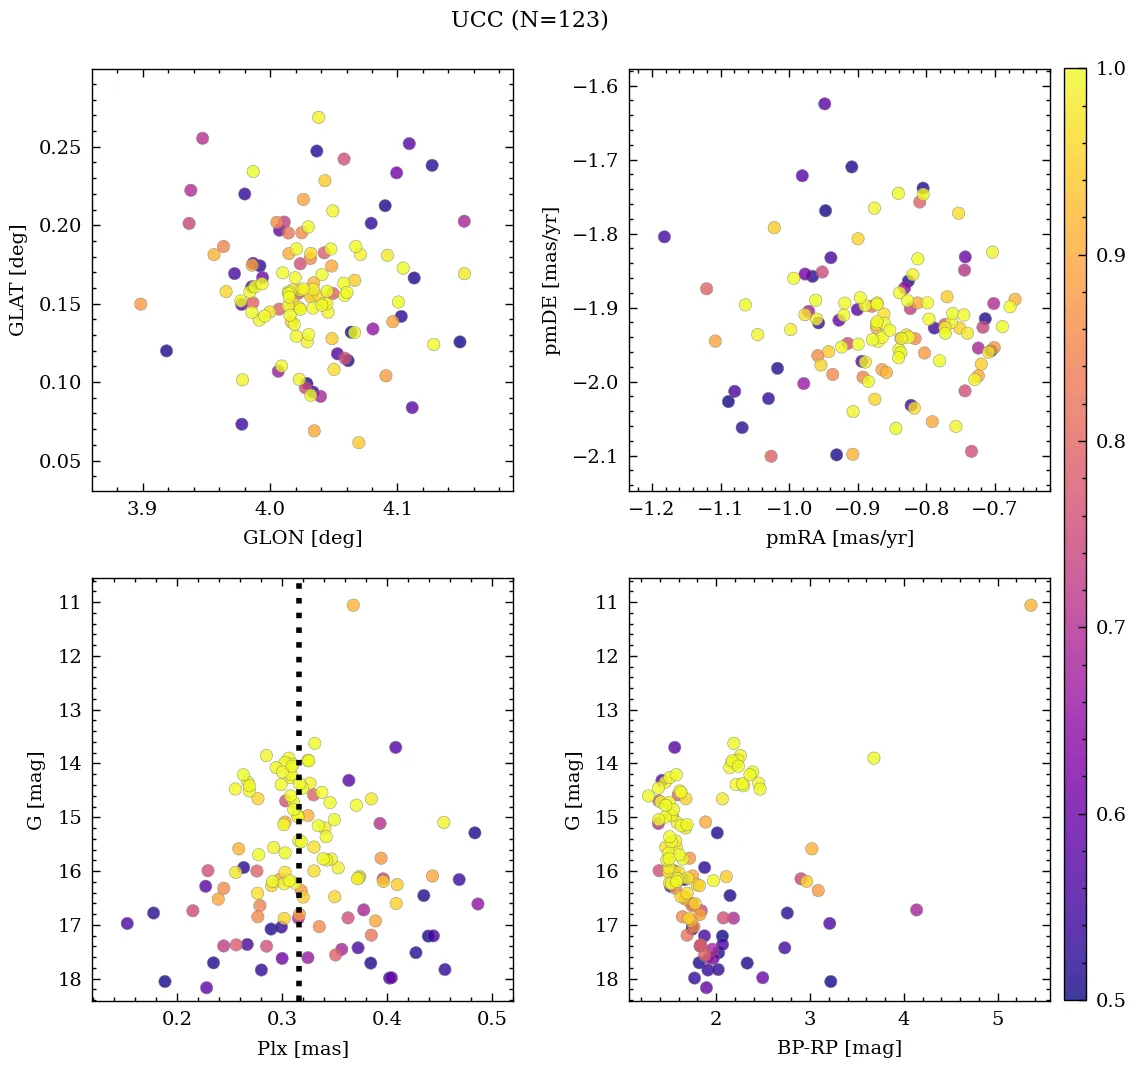 UCC (N=123)
0.25
0.20
0.15
0.10
0.05
GLAT [deg]
3.9 4.0 4.1
GLON [deg]
−1.6
−1.7
−1.8
−1.9
−2.0
−2.1
pmDE [mas/yr]
−1.2 −1.1 −1.0 −0.9 −0.8 −0.7
pmRA [mas/yr]
11
12
13
14
15
16
17
18
G [mag]
0.2 0.3 0.4 0.5
Plx [mas]
11
12
13
14
15
16
17
18
G [mag]
2 3 4 5
BP-RP [mag]
1.0
0.9
0.8
0.7
0.6
0.5